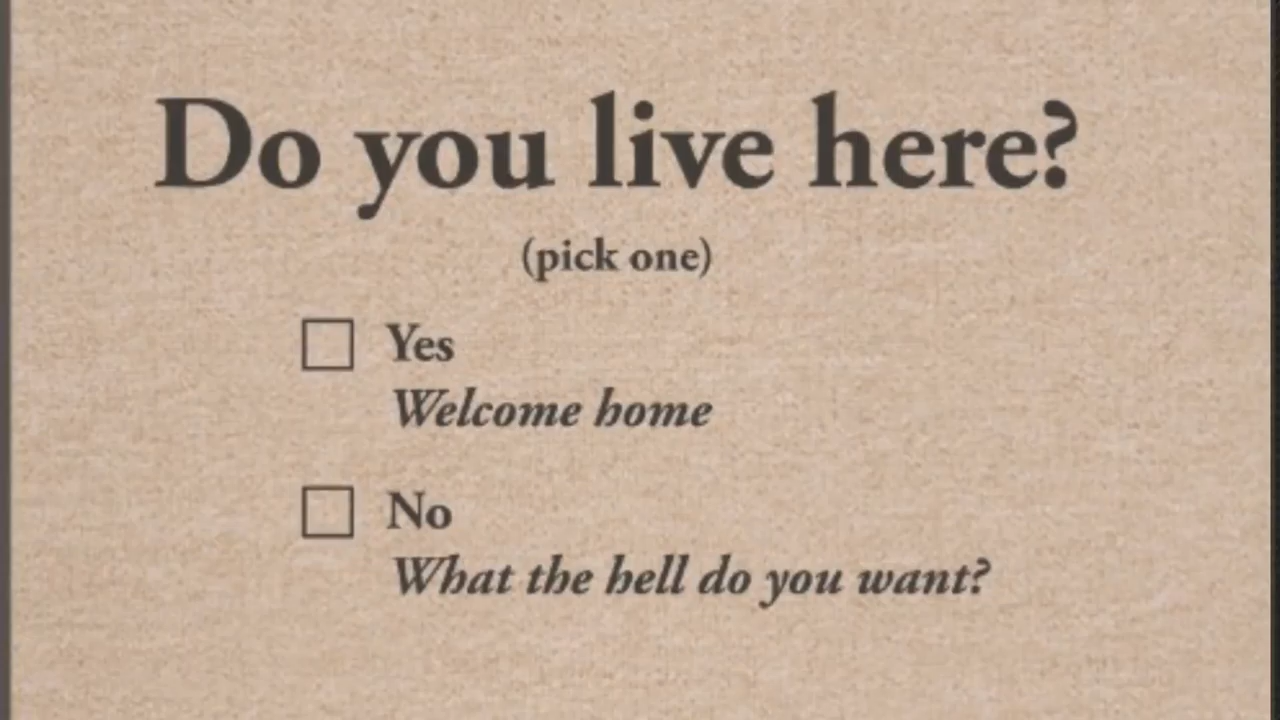 Do you live here?
(pick one)
Yes
Welcome home
No
What the hell do you want?